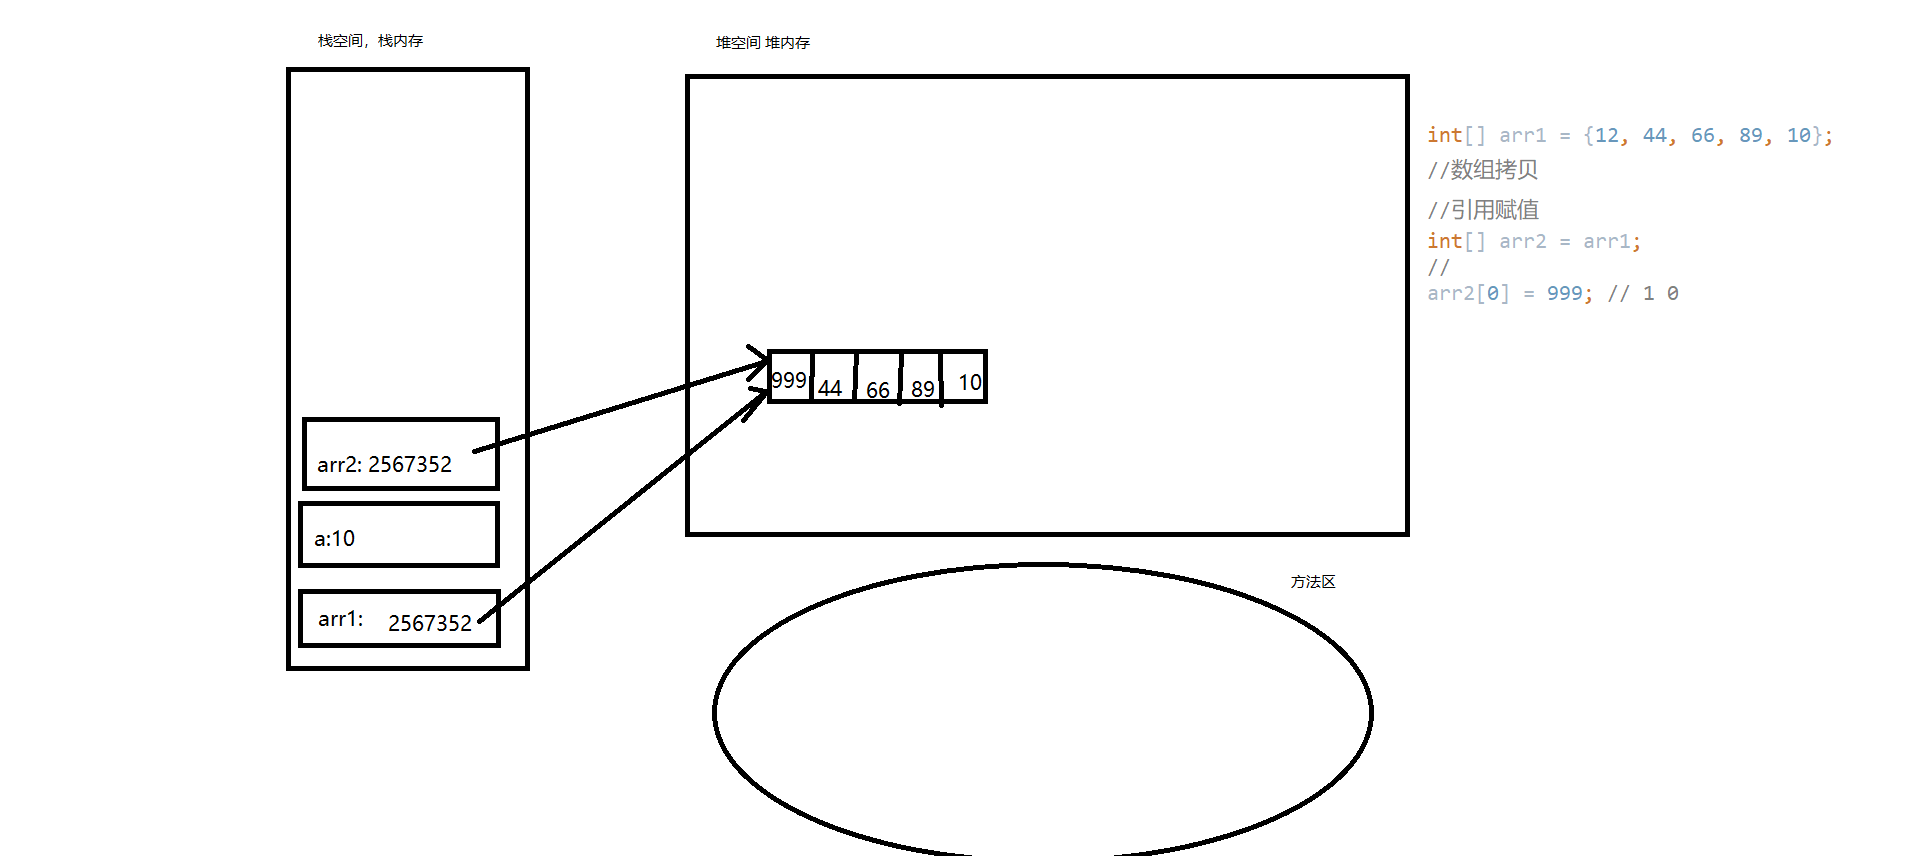 栈空间，栈内存
堆空间 堆内存
int[] arr1 = {12, 44, 66, 89, 10};
//数组拷贝
//引用赋值
int[] arr2 = arr1;
//
arr2[0] = 999; // 1 0
999 44 66 89 10
arr2: 2567352
a:10
arr1: 2567352
方法区